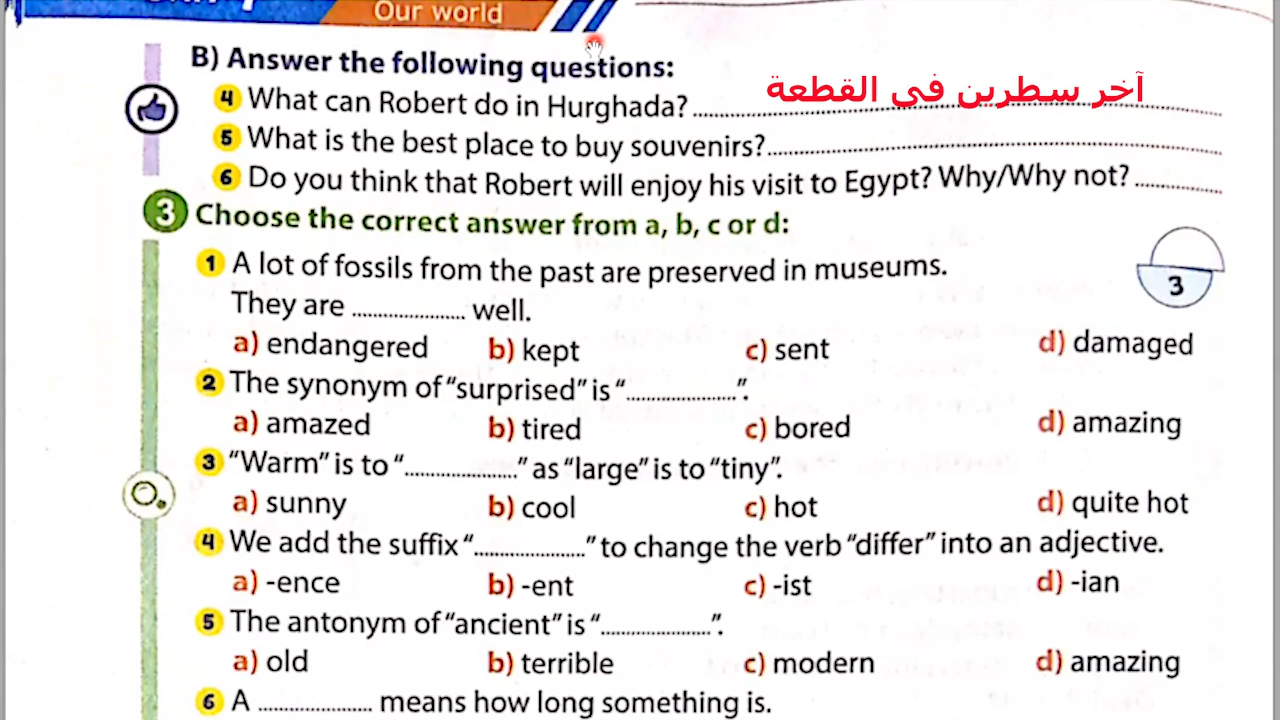 Our world
B) Answer the following questions:
آخر سطرين في القطعة
4 What can Robert do in Hurghada? ........................
5 What is the best place to buy souvenirs? ........................
6 Do you think that Robert will enjoy his visit to Egypt? Why/Why not? ...............
3 Choose the correct answer from a, b, c or d:
3
1 A lot of fossils from the past are preserved in museums.
They are ..................... well.
a) endangered b) kept c) sent d) damaged
2 The synonym of "surprised" is "....................".
a) amazed b) tired c) bored d) amazing
3 "Warm" is to "....................." as "large" is to "tiny".
a) sunny b) cool c) hot d) quite hot
4 We add the suffix "....................." to change the verb "differ" into an adjective.
a) -ence b) -ent c) -ist d) -ian
5 The antonym of "ancient" is "....................".
a) old b) terrible c) modern d) amazing
6 A ..................... means how long something is.